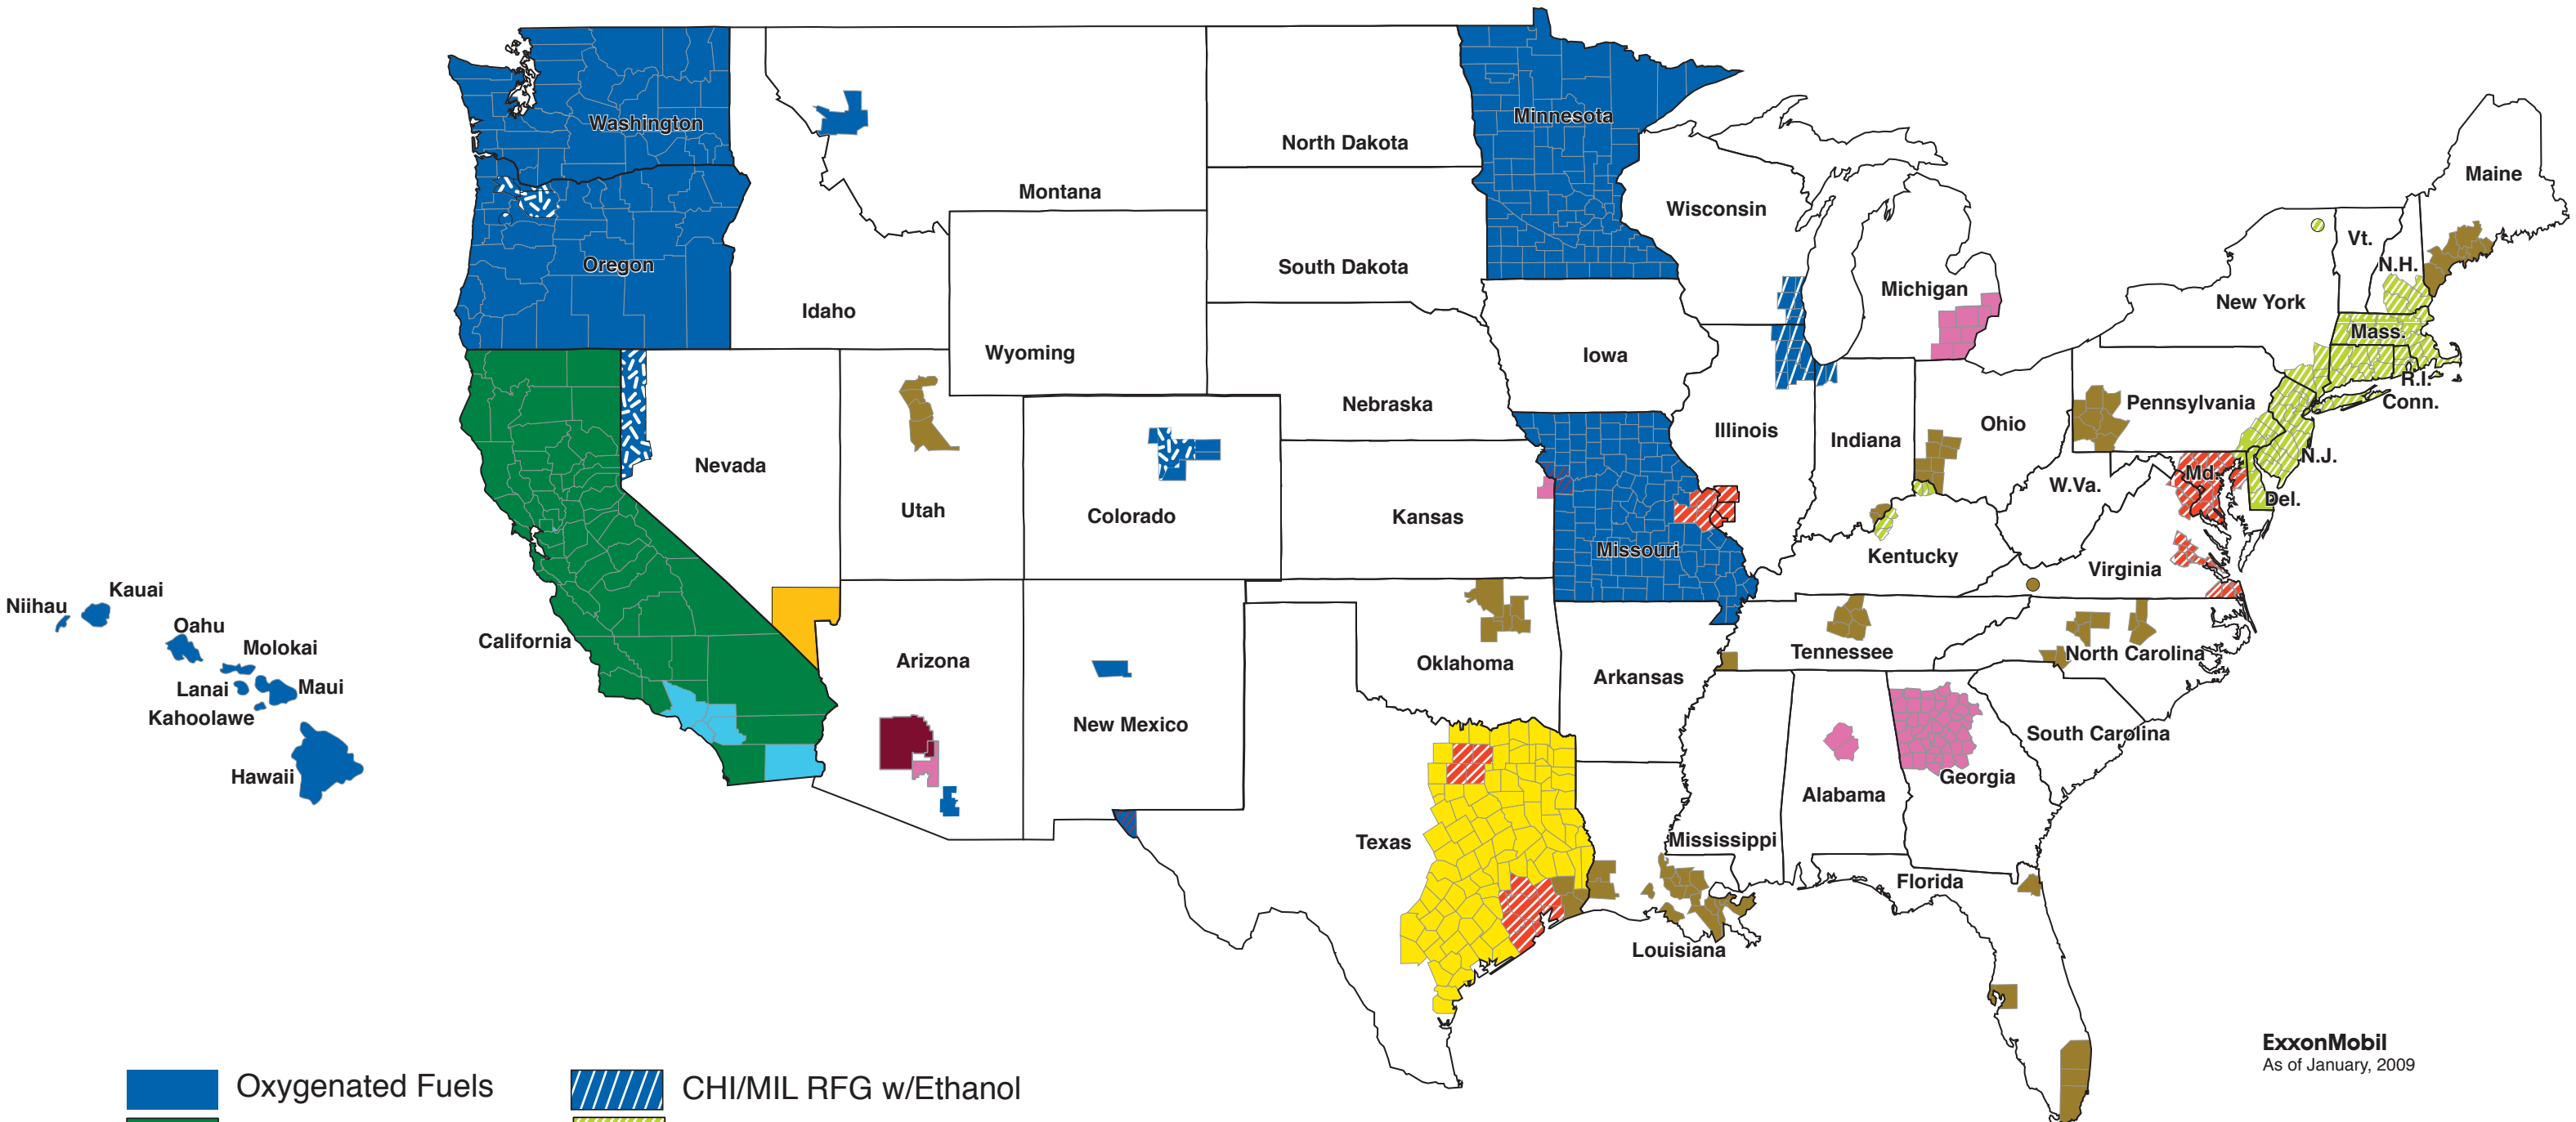 Washington
Minnesota
North Dakota
Maine
Montana
Wisconsin
Vt.
N.H.
Oregon
South Dakota
Michigan
New York
Idaho
Mass.
Wyoming
Iowa
R.I.
Nebraska
Pennsylvania
Conn.
Ohio
Illinois
Indiana
N.J.
Nevada
Md.
W.Va.
Del.
Utah
Colorado
Kansas
Missouri
Kentucky
Virginia
Kauai
Niihau
Oahu
Molokai
California
Tennessee
North Carolina
Arizona
Oklahoma
Arkansas
Lanai
Maui
Kahoolawe
New Mexico
South Carolina
Hawaii
Georgia
Alabama
Texas
Mississippi
Florida
Louisiana
ExxonMobil
As of January, 2009
Oxygenated Fuels
CHI/MIL RFG w/Ethanol